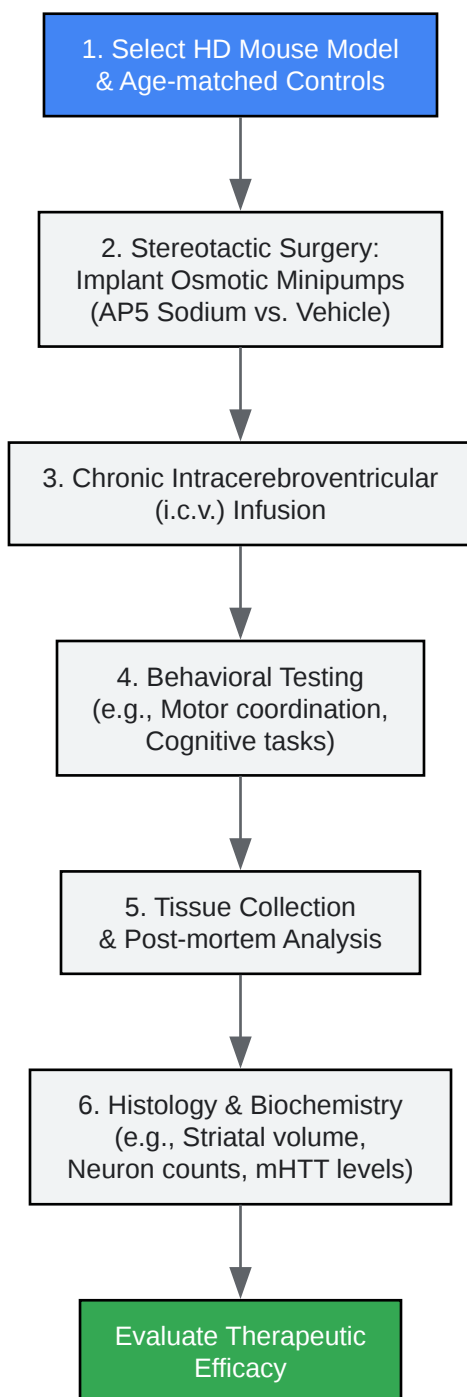 1. Select HD Mouse Model
& Age-matched Controls
2. Stereotactic Surgery:
Implant Osmotic Minipumps
(AP5 Sodium vs. Vehicle)
3. Chronic Intracerebroventricular
(i.c.v.) Infusion
4. Behavioral Testing
(e.g., Motor coordination,
Cognitive tasks)
5. Tissue Collection
& Post-mortem Analysis
6. Histology & Biochemistry
(e.g., Striatal volume,
Neuron counts, mHTT levels)
Evaluate Therapeutic
Efficacy